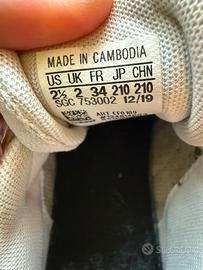 MADE IN CAMBODIA
US UK FR JP CHN
2½ 2 34 210 210
SGC 753002 12/19